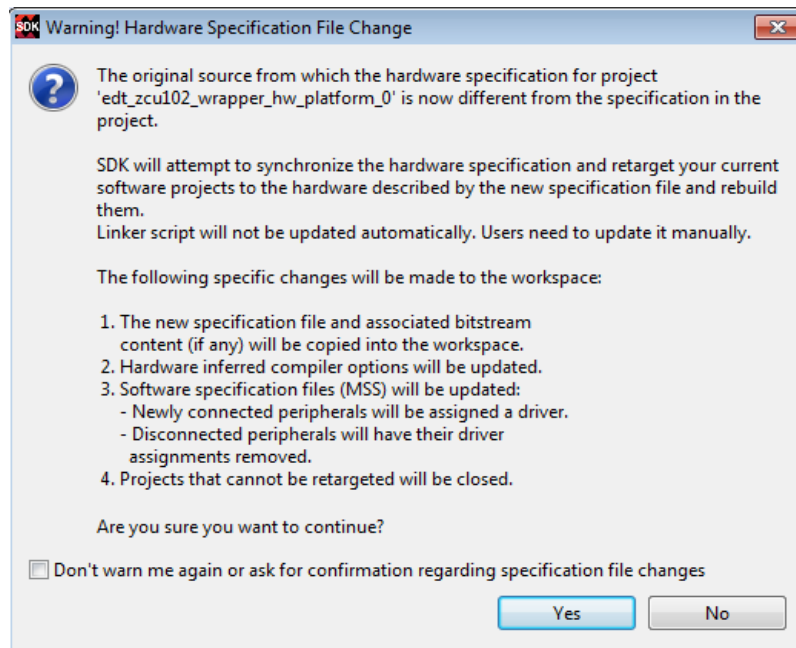 SDK Warning! Hardware Specification File Change
The original source from which the hardware specification for project
'edt_zcu102_wrapper_hw_platform_0' is now different from the specification in the
project.
SDK will attempt to synchronize the hardware specification and retarget your current
software projects to the hardware described by the new specification file and rebuild
them.
Linker script will not be updated automatically. Users need to update it manually.
The following specific changes will be made to the workspace:
1. The new specification file and associated bitstream
content (if any) will be copied into the workspace.
2. Hardware inferred compiler options will be updated.
3. Software specification files (MSS) will be updated:
- Newly connected peripherals will be assigned a driver.
- Disconnected peripherals will have their driver
assignments removed.
4. Projects that cannot be retargeted will be closed.
Are you sure you want to continue?
Don't warn me again or ask for confirmation regarding specification file changes
Yes No